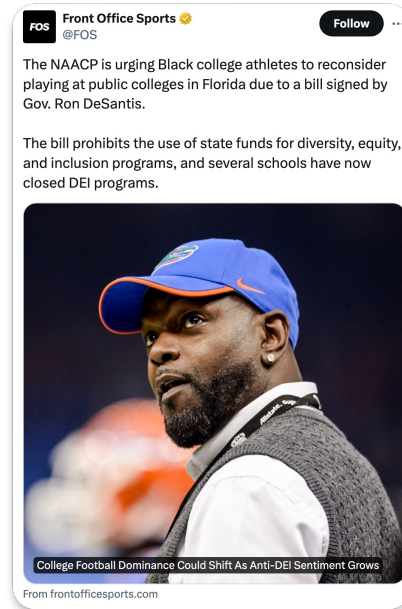 FOS
Front Office Sports
@FOS
Follow
The NAACP is urging Black college athletes to reconsider
playing at public colleges in Florida due to a bill signed by
Gov. Ron DeSantis.
The bill prohibits the use of state funds for diversity, equity,
and inclusion programs, and several schools have now
closed DEI programs.
College Football Dominance Could Shift As Anti-DEI Sentiment Grows
From frontofficesports.com